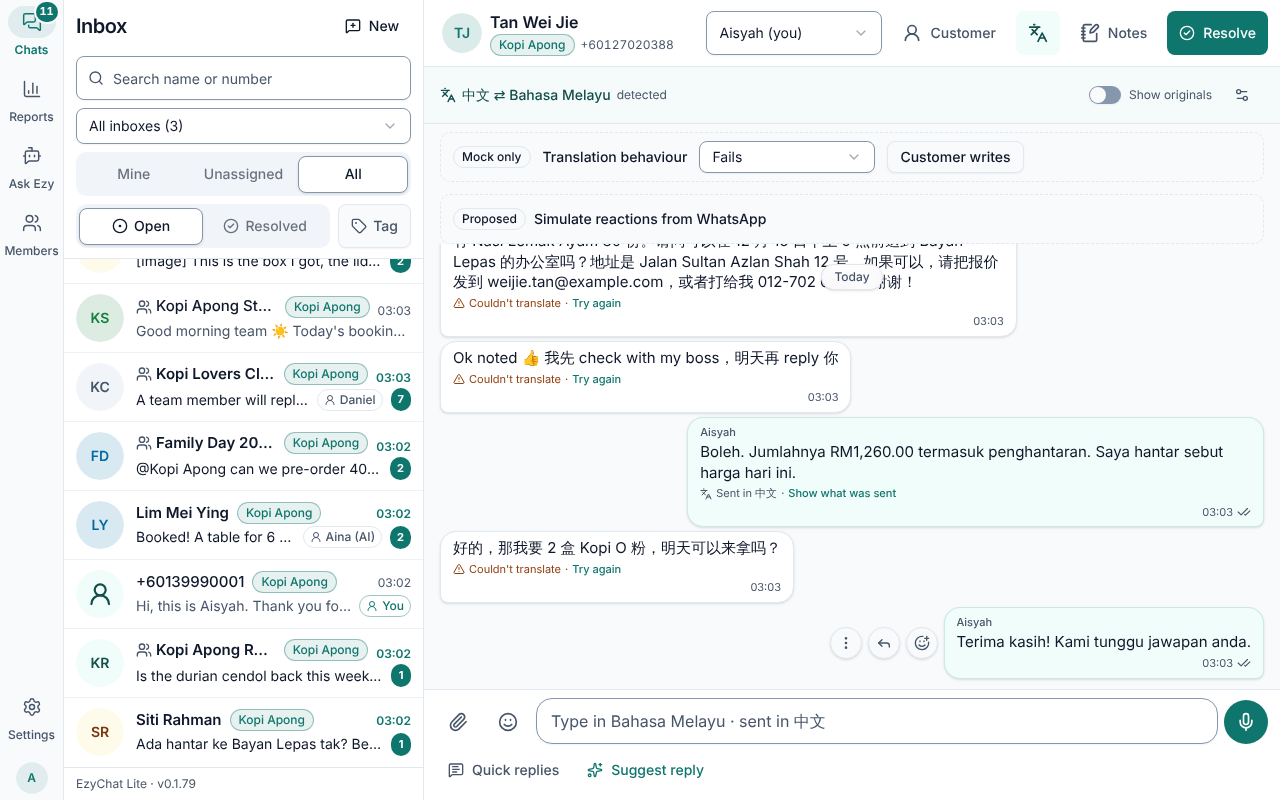 11
Chats
Reports
Ask Ezy
Members
Settings
A
Inbox
New
Search name or number
All inboxes (3)
Mine
Unassigned
All
Open
Resolved
Tag
[Image] This is the box I got, the lid…
2
KS
Kopi Apong St…
Kopi Apong
03:03
Good morning team ☀️ Today's bookin…
KC
Kopi Lovers Cl…
Kopi Apong
03:03
A team member will repl…
Daniel
7
FD
Family Day 20…
Kopi Apong
03:02
@Kopi Apong can we pre-order 40…
2
LY
Lim Mei Ying
Kopi Apong
03:02
Booked! A table for 6 …
Aina (AI)
2
+60139990001
Kopi Apong
03:02
Hi, this is Aisyah. Thank you fo…
You
KR
Kopi Apong R…
Kopi Apong
03:02
Is the durian cendol back this week…
1
SR
Siti Rahman
Kopi Apong
03:02
Ada hantar ke Bayan Lepas tak? Be…
1
EzyChat Lite · v0.1.79
TJ
Tan Wei Jie
Kopi Apong
+60127020388
Aisyah (you)
Customer
Notes
Resolve
中文 ⇄ Bahasa Melayu detected
Show originals
Mock only
Translation behaviour
Fails
Customer writes
Proposed
Simulate reactions from WhatsApp
Lepas 的办公室吗？地址是 Jalan Sultan Azlan Shah 12 号。如果可以，请把报价
发到 weijie.tan@example.com，或者打给我 012-702
Today
Couldn't translate · Try again
03:03
Ok noted 👍 我先 check with my boss，明天再 reply 你
Couldn't translate · Try again
03:03
Aisyah
Boleh. Jumlahnya RM1,260.00 termasuk penghantaran. Saya hantar sebut
harga hari ini.
Sent in 中文 · Show what was sent
03:03
好的，那我要 2 盒 Kopi O 粉，明天可以来拿吗？
Couldn't translate · Try again
03:03
Aisyah
Terima kasih! Kami tunggu jawapan anda.
03:03
Type in Bahasa Melayu · sent in 中文
Quick replies
Suggest reply